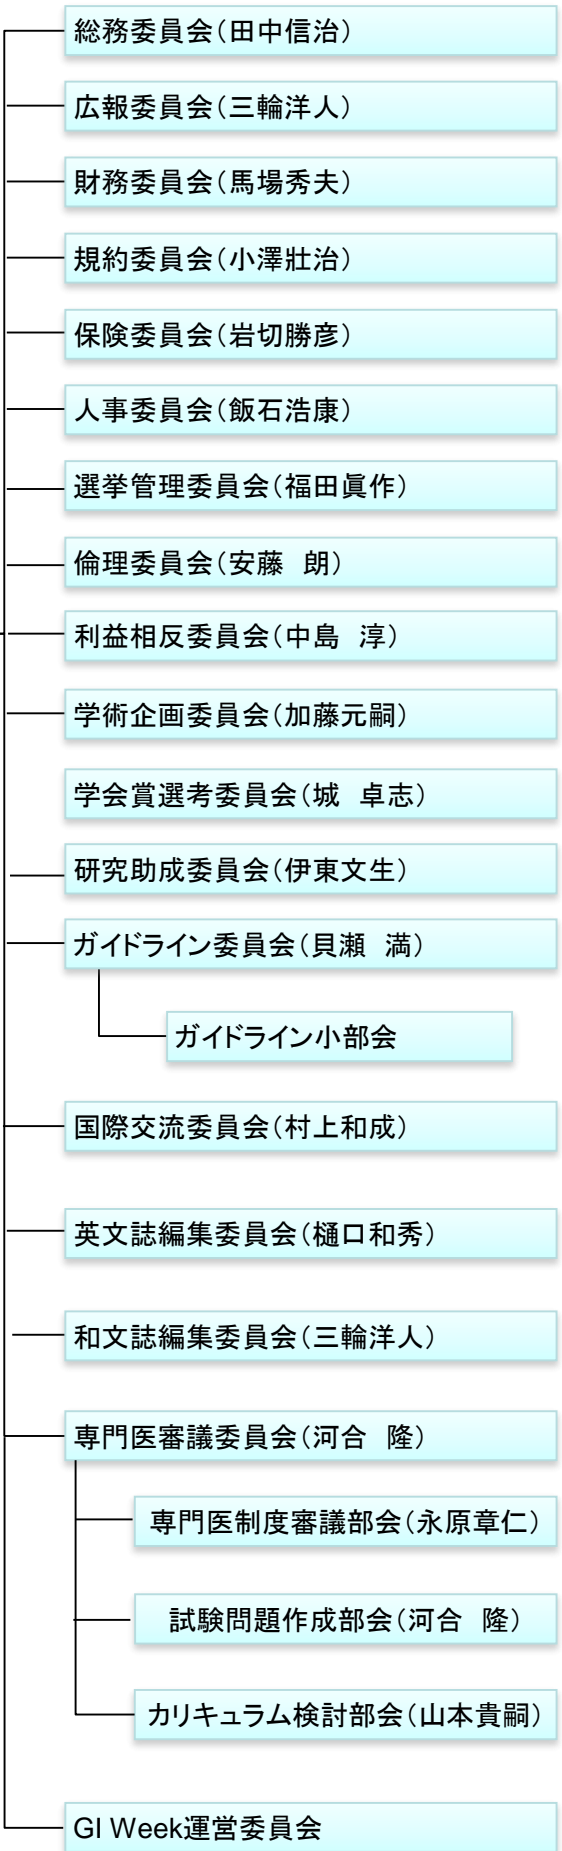 総務委員会（田中信治）
広報委員会（三輪洋人）
財務委員会（馬場秀夫）
規約委員会（小澤壯治）
保険委員会（岩切勝彦）
人事委員会（飯石浩康）
選挙管理委員会（福田眞作）
倫理委員会（安藤　朗）
利益相反委員会（中島　淳）
学術企画委員会（加藤元嗣）
学会賞選考委員会（城　卓志）
研究助成委員会（伊東文生）
ガイドライン委員会（貝瀬　満）
ガイドライン小部会
国際交流委員会（村上和成）
英文誌編集委員会（樋口和秀）
和文誌編集委員会（三輪洋人）
専門医審議委員会（河合　隆）
専門医制度審議部会（永原章仁）
試験問題作成部会（河合　隆）
カリキュラム検討部会（山本貴嗣）
GI Week運営委員会